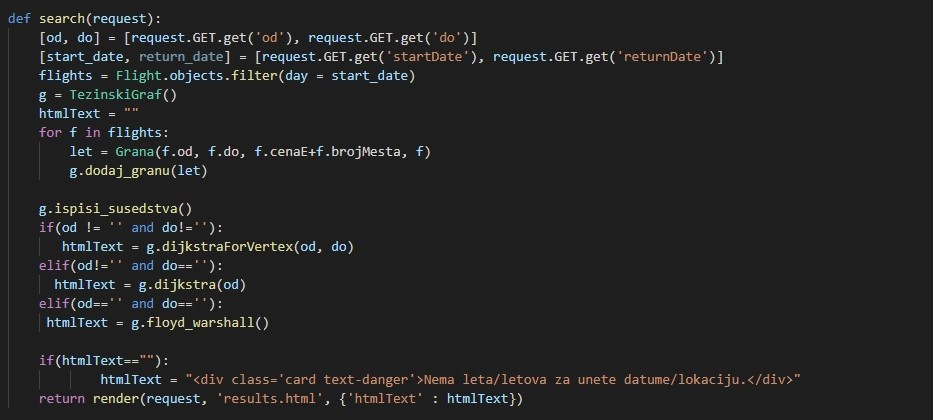 def search(request):
    [od, do] = [request.GET.get('od'), request.GET.get('do')]
    [start_date, return_date] = [request.GET.get('startDate'), request.GET.get('returnDate')]
    flights = Flight.objects.filter(day = start_date)
    g = TezinskiGraf()
    htmlText = ""
    for f in flights:
        let = Grana(f.od, f.do, f.cenaE+f.brojMesta, f)
        g.dodaj_granu(let)

    g.ispisi_susedstva()
    if(od != '' and do!=''):
       htmlText = g.dijkstraForVertex(od, do)
    elif(od!='' and do==''):
      htmlText = g.dijkstra(od)
    elif(od=='' and do==''):
     htmlText = g.floyd_warshall()

    if(htmlText==""):
            htmlText = "<div class='card text-danger'>Nema leta/letova za unete datume/lokaciju.</div>"
    return render(request, 'results.html', {'htmlText' : htmlText})